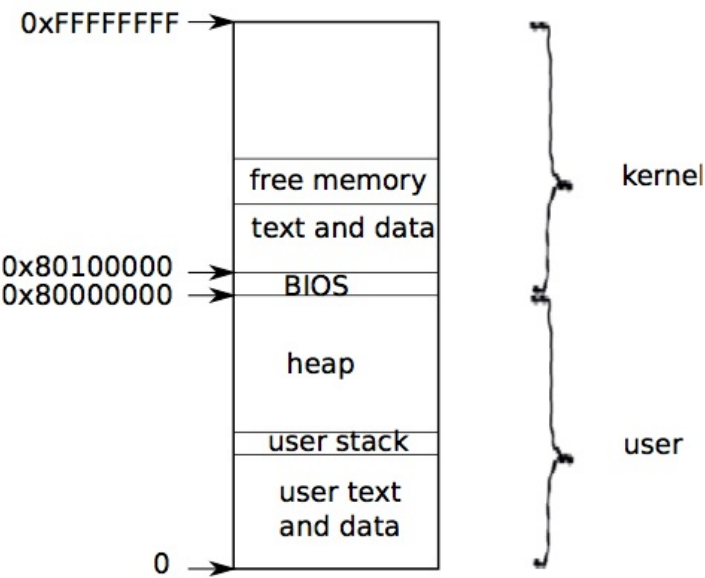 0xFFFFFFFF
free memory
kernel
text and data
0x80100000
BIOS
0x80000000
heap
user stack
user
user text
and data
0